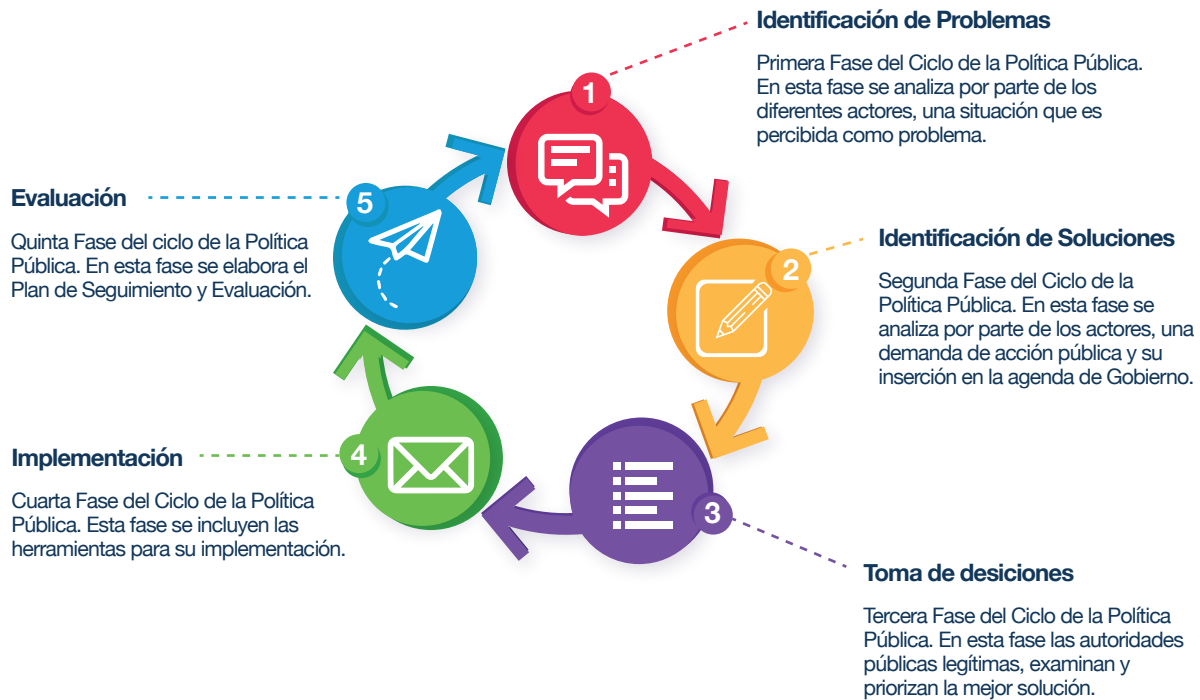 1
Identificación de Problemas
Primera Fase del Ciclo de la Política Pública.
En esta fase se analiza por parte de los
diferentes actores, una situación que es
percibida como problema.
2
Identificación de Soluciones
Segunda Fase del Ciclo de la
Política Pública. En esta fase se
analiza por parte de los actores, una
demanda de acción pública y su
inserción en la agenda de Gobierno.
3
Toma de desiciones
Tercera Fase del Ciclo de la Política
Pública. En esta fase las autoridades
públicas legítimas, examinan y
priorizan la mejor solución.
4
Implementación
Cuarta Fase del Ciclo de la Política
Pública. Esta fase se incluyen las
herramientas para su implementación.
5
Evaluación
Quinta Fase del ciclo de la Política
Pública. En esta fase se elabora el
Plan de Seguimiento y Evaluación.